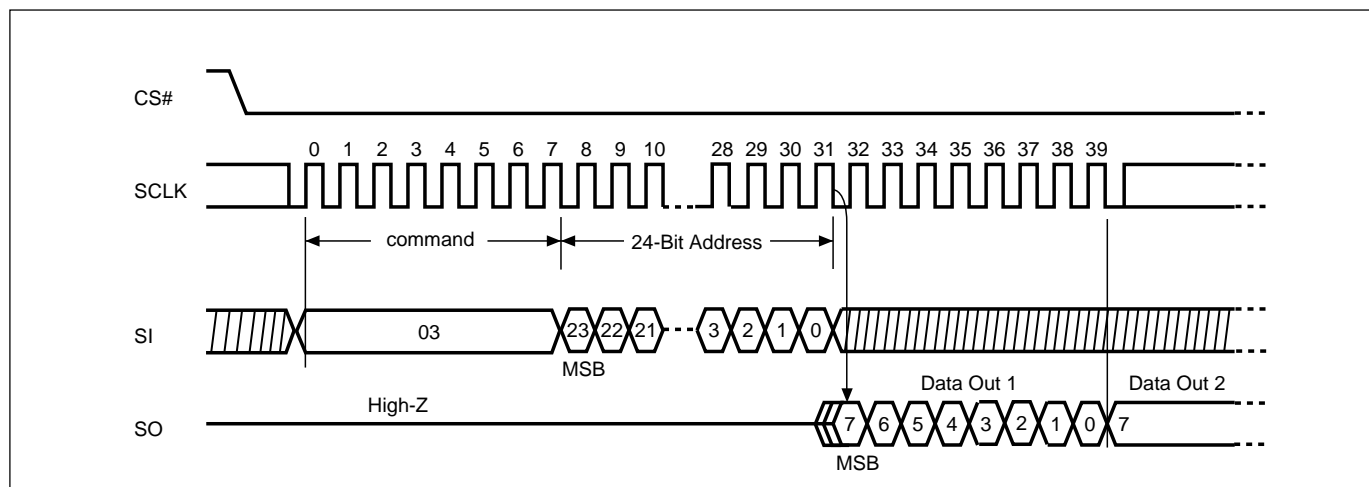 CS#
0 1 2 3 4 5 6 7 8 9 10 28 29 30 31 32 33 34 35 36 37 38 39
SCLK
command 24-Bit Address
SI 03 23 22 21 3 2 1 0
MSB
Data Out 1 Data Out 2
High-Z
SO 7 6 5 4 3 2 1 0 7
MSB